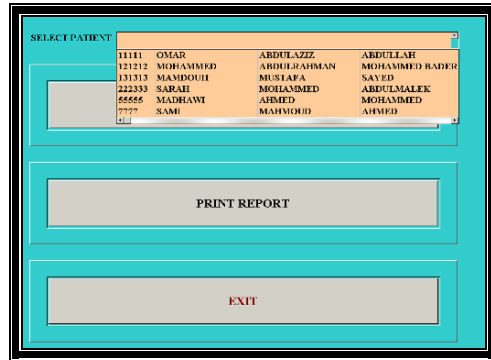 SELECT PATIENT
11111 OMAR ABDULAZIZ ABDULLAH
121212 MOHAMMED ABDULRAHMAN MOHAMMED BADER
131313 MAMDOUH MUSTAFA SAYED
222333 SARAH MOHAMMED ABDULMALEK
55555 MADHAWI AHMED MOHAMMED
7777 SAMI MAHMOUD AHMED
PRINT REPORT
EXIT